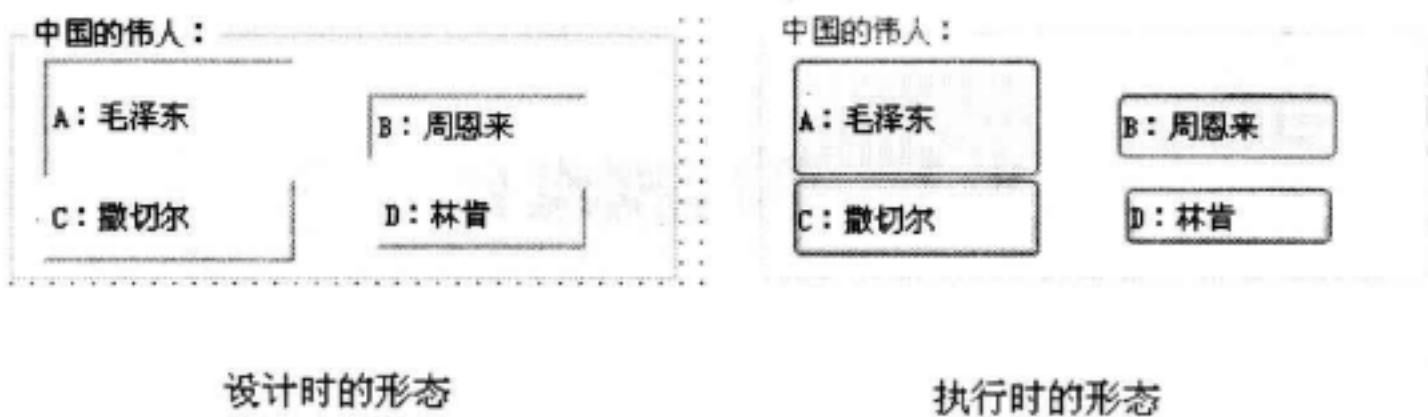 中国的伟人：
A：毛泽东
B：周恩来
C：撒切尔
D：林肯
设计时的形态
中国的伟人：
A：毛泽东
B：周恩来
C：撒切尔
D：林肯
执行时的形态